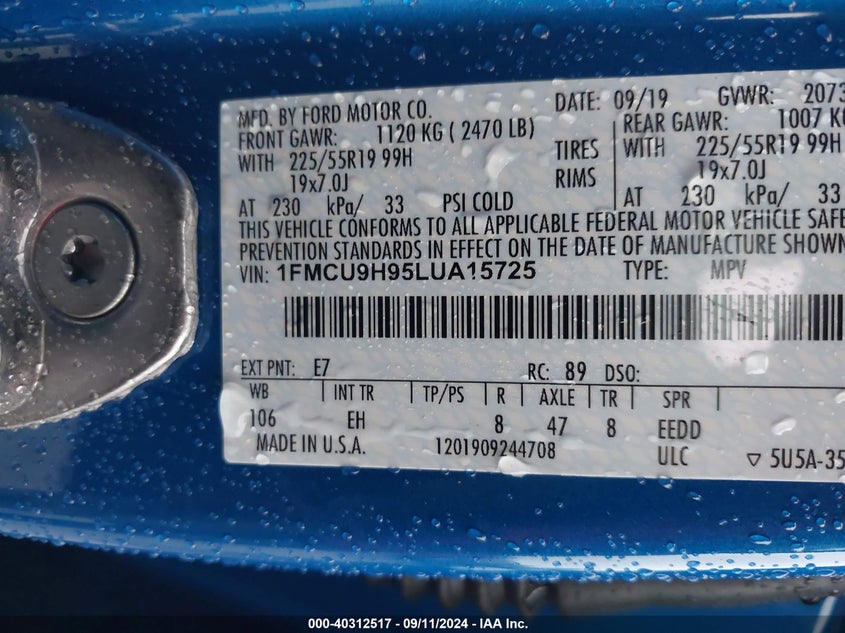 MFD. BY FORD MOTOR CO. DATE: 09/19 GVWR: 2073
FRONT GAWR: 1120 KG ( 2470 LB) REAR GAWR: 1007 KG
WITH 225/55R19 99H TIRES WITH 225/55R19 99H
19x7.0J RIMS 19x7.0J
AT 230 kPa/ 33 PSI COLD AT 230 kPa/ 33
THIS VEHICLE CONFORMS TO ALL APPLICABLE FEDERAL MOTOR VEHICLE SAFE
PREVENTION STANDARDS IN EFFECT ON THE DATE OF MANUFACTURE SHOWN
VIN: 1FMCU9H95LUA15725 TYPE: MPV
EXT PNT: E7 RC: 89 DSO:
WB INT TR TP/PS R AXLE TR SPR
106 EH 8 47 8 EEDD
MADE IN U.S.A. 1201909244708 ULC ▽ 5U5A-35
000-40312517 - 09/11/2024 - IAA Inc.